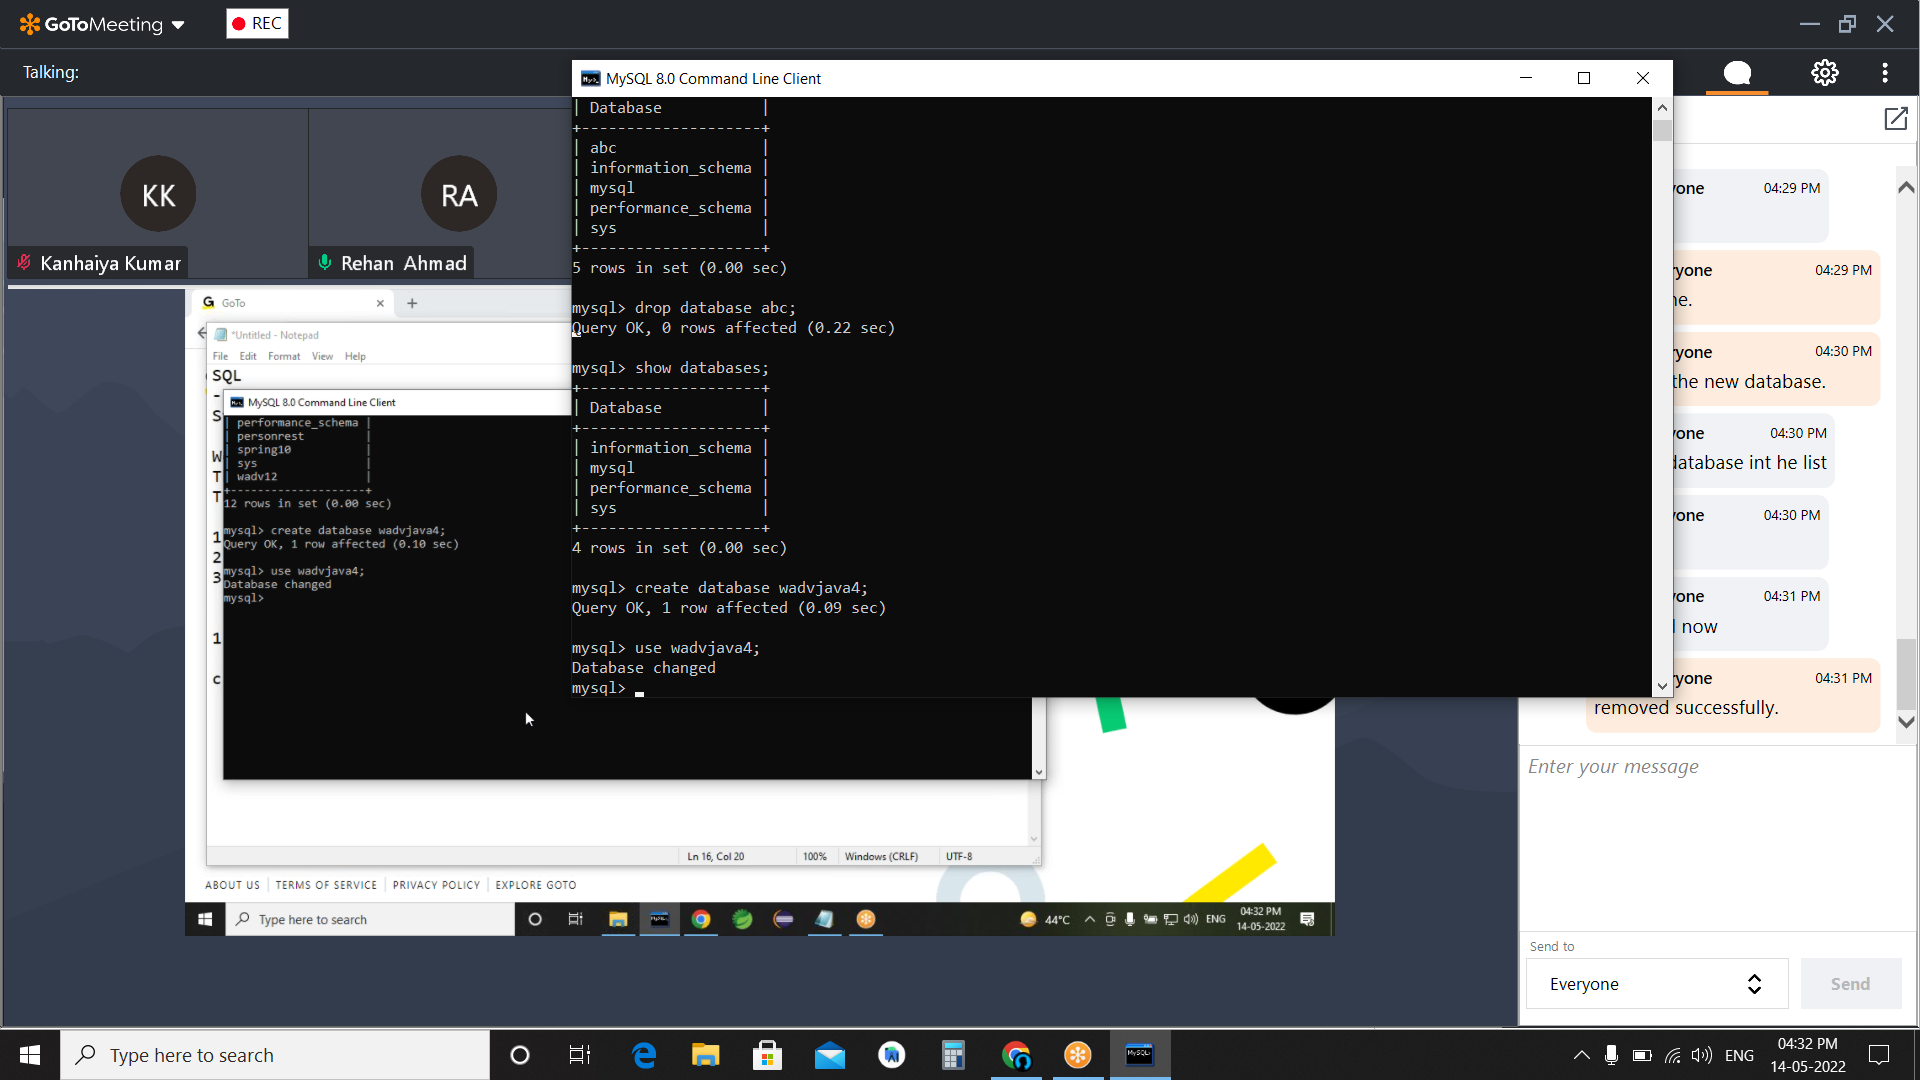 GoToMeeting
REC
Talking:
KK
Kanhaiya Kumar
RA
Rehan Ahmad
MySQL 8.0 Command Line Client
| Database |
+--------------------+
| abc |
| information_schema |
| mysql |
| performance_schema |
| sys |
+--------------------+
5 rows in set (0.00 sec)
mysql> drop database abc;
Query OK, 0 rows affected (0.22 sec)
mysql> show databases;
+--------------------+
| Database |
+--------------------+
| information_schema |
| mysql |
| performance_schema |
| sys |
+--------------------+
4 rows in set (0.00 sec)
mysql> create database wadvjava4;
Query OK, 1 row affected (0.09 sec)
mysql> use wadvjava4;
Database changed
mysql>
G GoTo
*Untitled - Notepad
File Edit Format View Help
SQL
-
S
W
T
T
1
2
3
1
c
MySQL 8.0 Command Line Client
| performance_schema |
| personrest |
| spring10 |
| sys |
| wadv12 |
+--------------------+
12 rows in set (0.00 sec)
mysql> create database wadvjava4;
Query OK, 1 row affected (0.10 sec)
mysql> use wadvjava4;
Database changed
mysql>
Ln 16, Col 20 100% Windows (CRLF) UTF-8
ABOUT US TERMS OF SERVICE PRIVACY POLICY EXPLORE GOTO
Type here to search
44°C ENG
04:32 PM
14-05-2022
yone 04:29 PM
ryone 04:29 PM
ne.
ryone 04:30 PM
the new database.
yone 04:30 PM
database int he list
yone 04:30 PM
yone 04:31 PM
now
ryone 04:31 PM
removed successfully.
Enter your message
Send to
Everyone
Send
Type here to search
MySQL
ENG
04:32 PM
14-05-2022